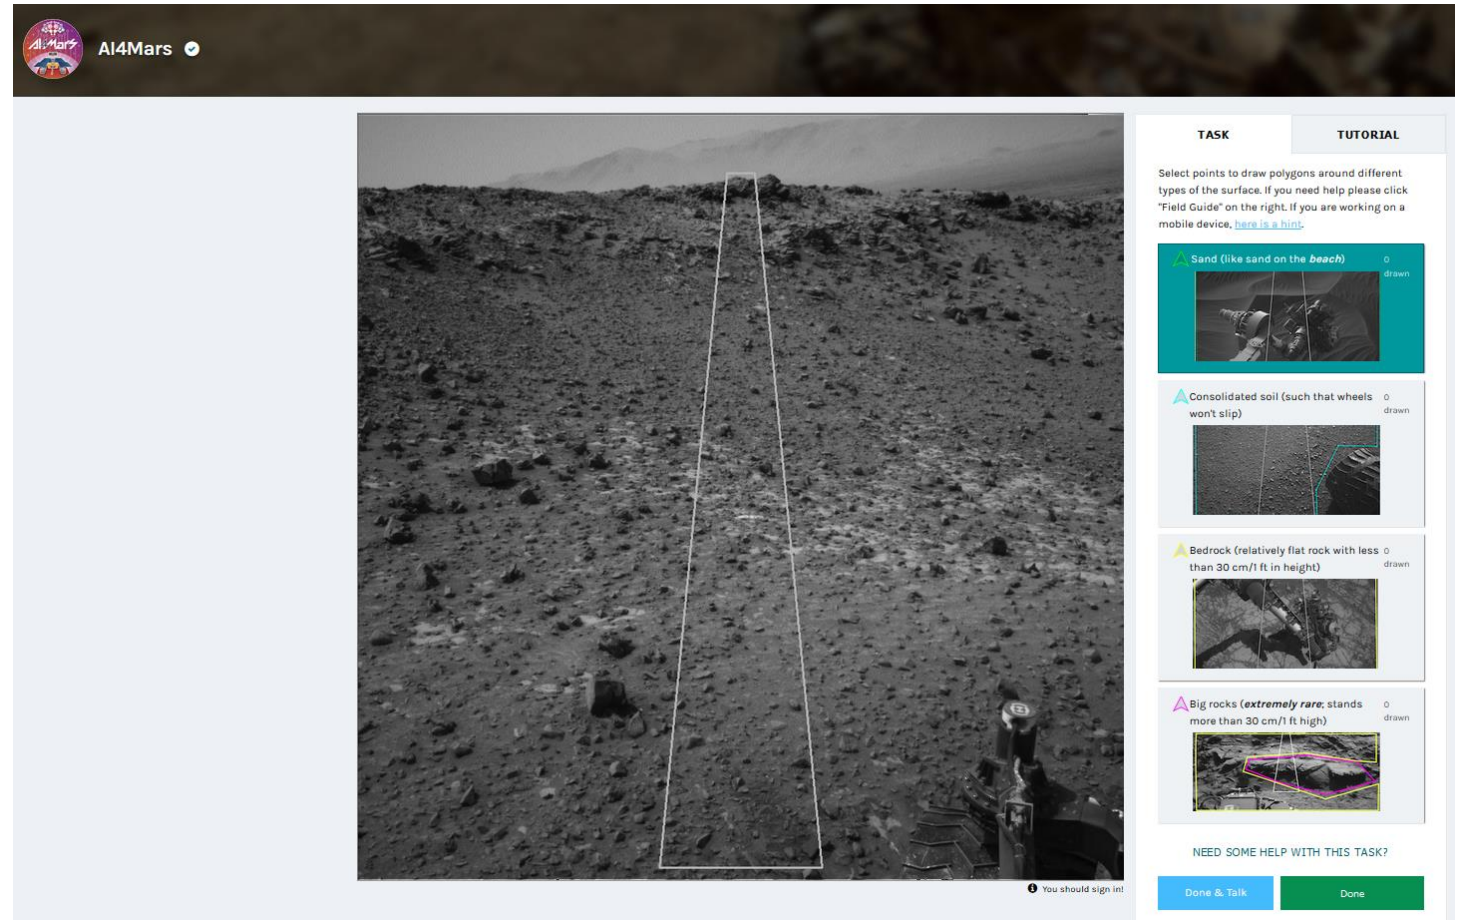 AI4Mars
AI4Mars
TASK
TUTORIAL
Select points to draw polygons around different
types of the surface. If you need help please click
"Field Guide" on the right. If you are working on a
mobile device, here is a hint.
Sand (like sand on the beach)
0
drawn
Consolidated soil (such that wheels
won't slip)
0
drawn
Bedrock (relatively flat rock with less
than 30 cm/1 ft in height)
0
drawn
Big rocks (extremely rare; stands
more than 30 cm/1 ft high)
0
drawn
NEED SOME HELP WITH THIS TASK?
Done & Talk
Done
You should sign in!